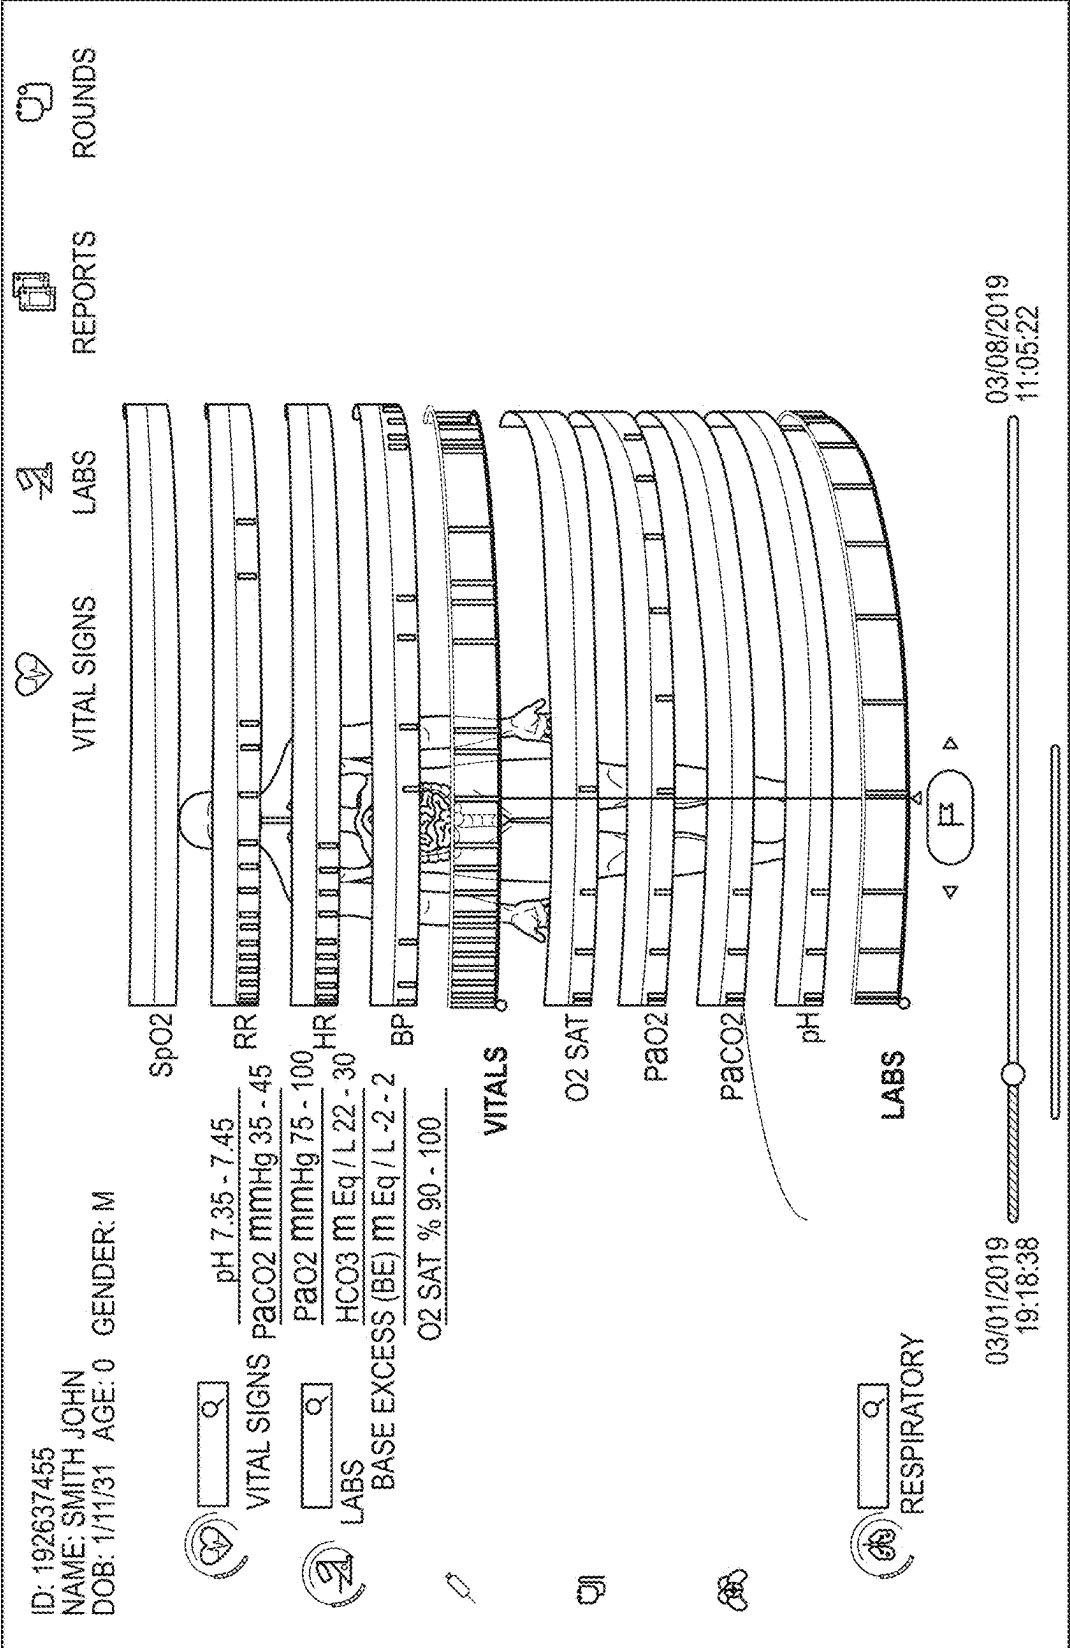 ID: 192637455
NAME: SMITH JOHN
DOB: 1/11/31 AGE: 0 GENDER: M
VITAL SIGNS
LABS
REPORTS
ROUNDS
VITAL SIGNS
LABS
RESPIRATORY
pH 7.35 - 7.45
PaCO2 mmHg 35 - 45
PaO2 mmHg 75 - 100
HCO3 m Eq / L 22 - 30
BASE EXCESS (BE) m Eq / L -2 - 2
O2 SAT % 90 - 100
SpO2
RR
HR
BP
VITALS
O2 SAT
PaO2
PaCO2
pH
LABS
03/01/2019
19:18:38
03/08/2019
11:05:22